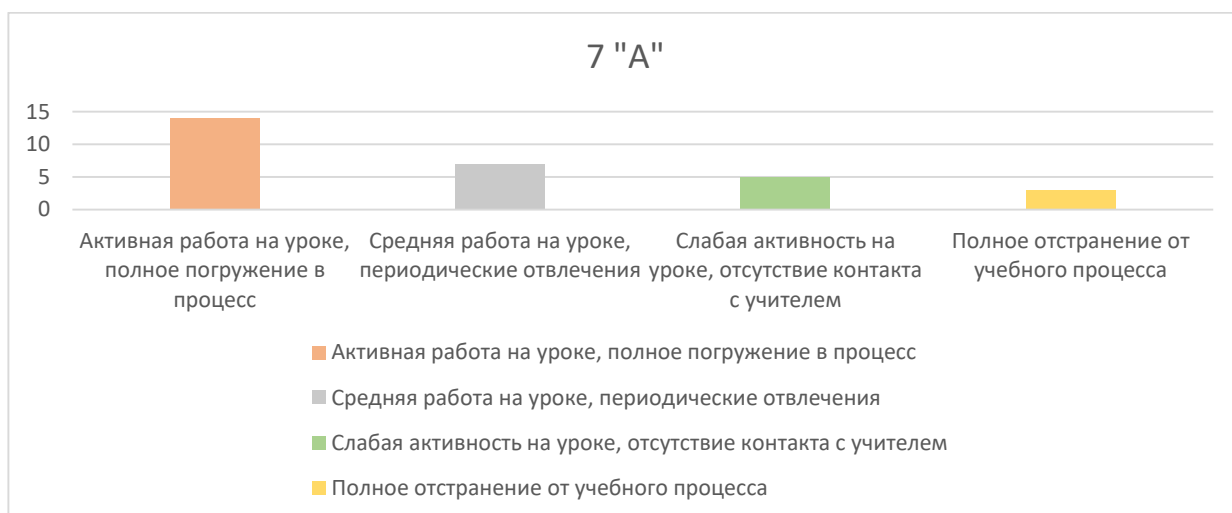 7 "А"
15
10
5
0
Активная работа на уроке,
полное погружение в
процесс
Средняя работа на уроке,
периодические отвлечения
Слабая активность на
уроке, отсутствие контакта
с учителем
Полное отстранение от
учебного процесса
Активная работа на уроке, полное погружение в процесс
Средняя работа на уроке, периодические отвлечения
Слабая активность на уроке, отсутствие контакта с учителем
Полное отстранение от учебного процесса